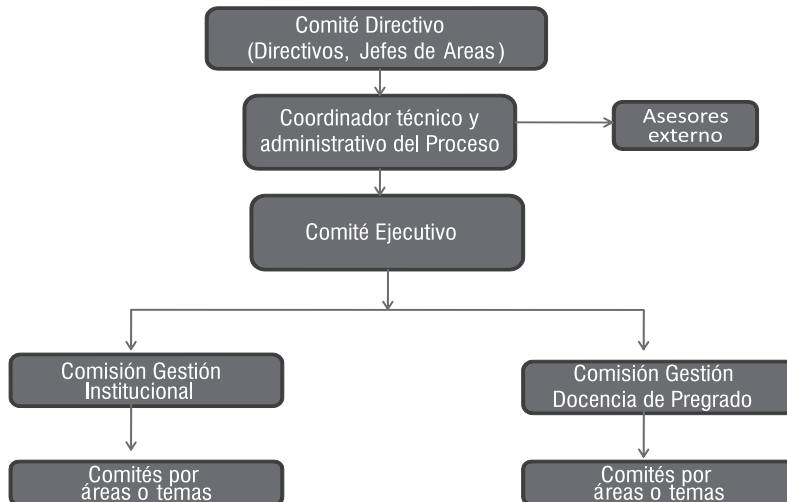 Comité Directivo
(Directivos, Jefes de Areas)
Coordinador técnico y
administrativo del Proceso
Asesores
externo
Comité Ejecutivo
Comisión Gestión
Institucional
Comisión Gestión
Docencia de Pregrado
Comités por
áreas o temas
Comités por
áreas o temas